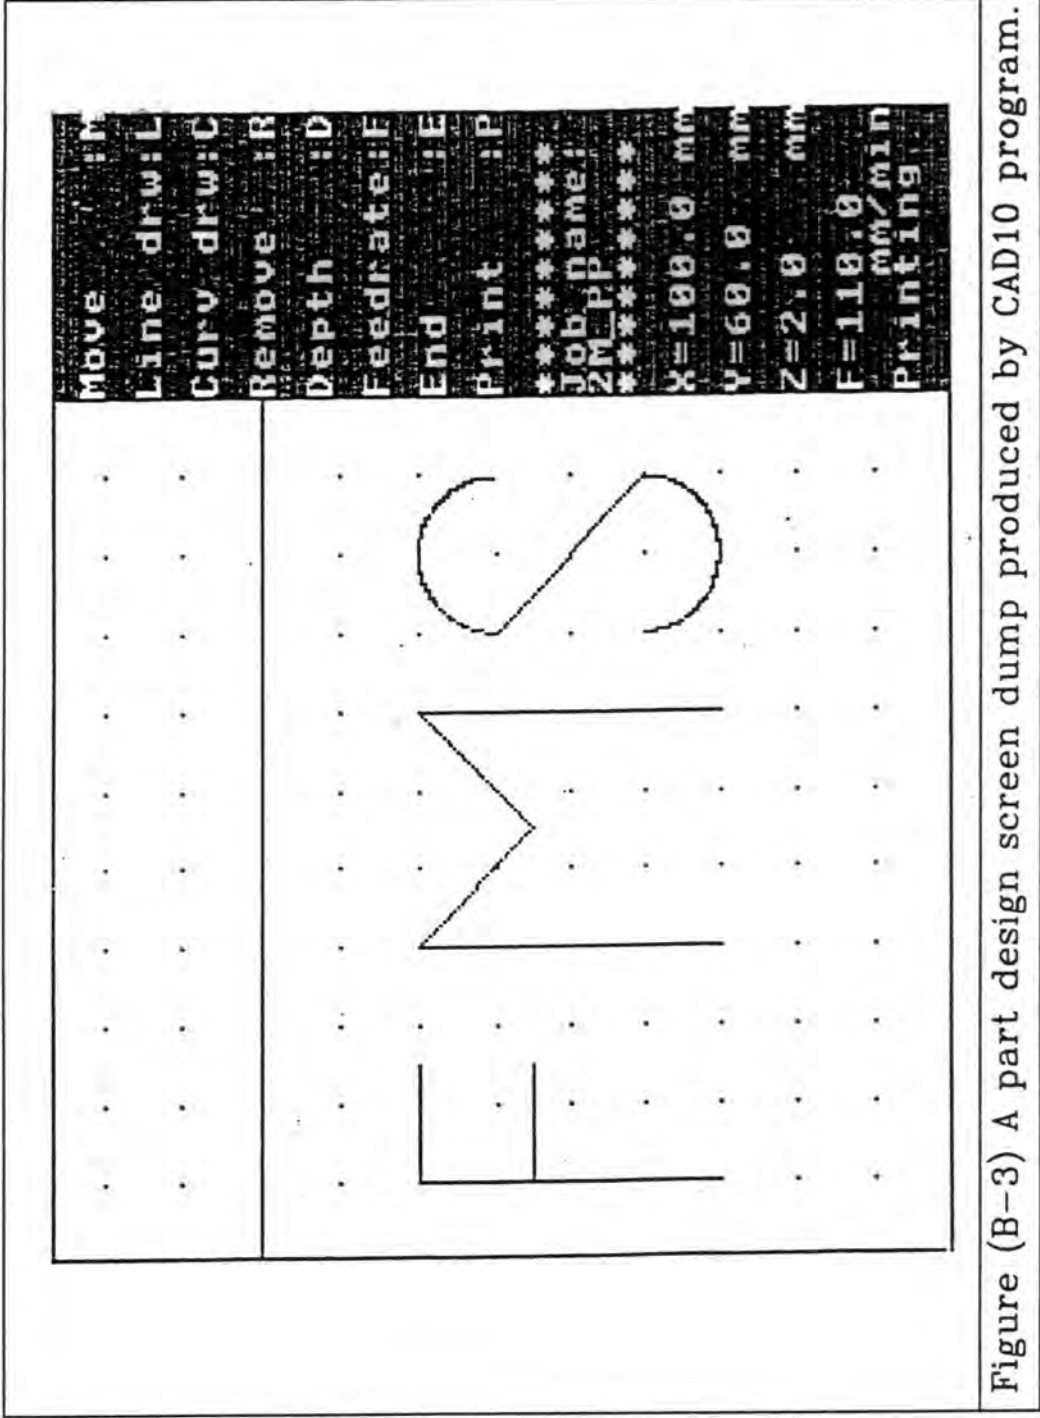 FMS
Move :M
Line drw:L
Curv drw:C
Remove :R
Depth :D
Feedrate:F
End :E
Print :P
**********
Job name:
2M_PP
**********
X=100.0 mm
Y=60.0 mm
Z=2.0 mm
F=110.0
mm/min
Printing
Figure (B-3) A part design screen dump produced by CAD10 program.